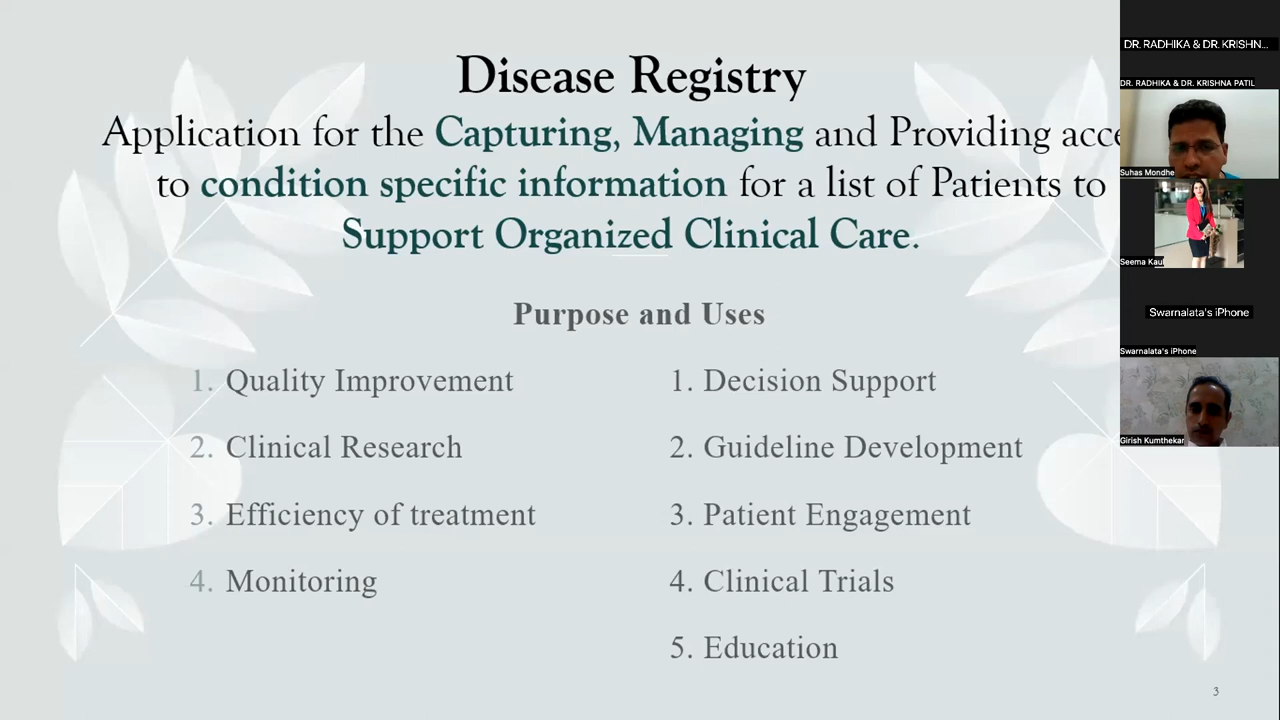 Disease Registry
Application for the Capturing, Managing and Providing acce
to condition specific information for a list of Patients to
Support Organized Clinical Care.
Purpose and Uses
1. Quality Improvement
2. Clinical Research
3. Efficiency of treatment
4. Monitoring
1. Decision Support
2. Guideline Development
3. Patient Engagement
4. Clinical Trials
5. Education
3
DR. RADHIKA & DR. KRISHN...
DR. RADHIKA & DR. KRISHNA PATIL
Suhas Mondhe
Seema Kaul
Swarnalata's iPhone
Swarnalata's iPhone
Girish Kumthekar